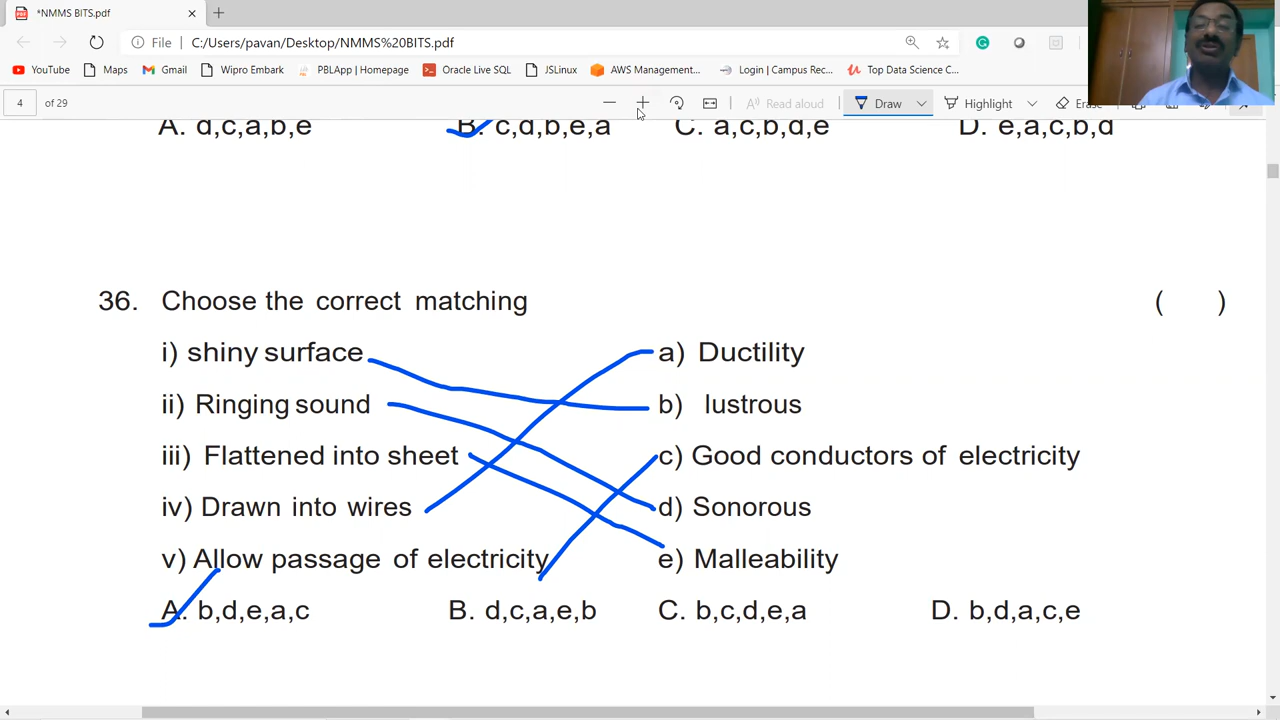 *NMMS BITS.pdf
File C:/Users/pavan/Desktop/NMMS%20BITS.pdf
YouTube Maps Gmail Wipro Embark PBLApp | Homepage Oracle Live SQL JSLinux AWS Management... Login | Campus Rec... Top Data Science C...
4 of 29 Read aloud Draw Highlight Erase
A. d,c,a,b,e B. c,d,b,e,a C. a,c,b,d,e D. e,a,c,b,d
36. Choose the correct matching ( )
i) shiny surface a) Ductility
ii) Ringing sound b) lustrous
iii) Flattened into sheet c) Good conductors of electricity
iv) Drawn into wires d) Sonorous
v) Allow passage of electricity e) Malleability
A. b,d,e,a,c B. d,c,a,e,b C. b,c,d,e,a D. b,d,a,c,e